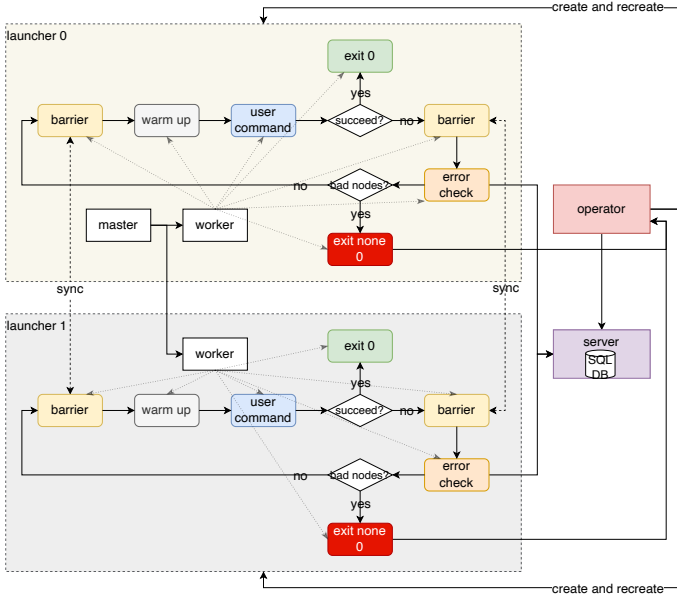 create and recreate
launcher 0
exit 0
yes
barrier
warm up
user
command
succeed?
no
barrier
no
bad nodes?
error
check
yes
master
worker
exit none
0
operator
sync
sync
launcher 1
worker
exit 0
server
SQL
DB
yes
barrier
warm up
user
command
succeed?
no
barrier
no
bad nodes?
error
check
yes
exit none
0
create and recreate